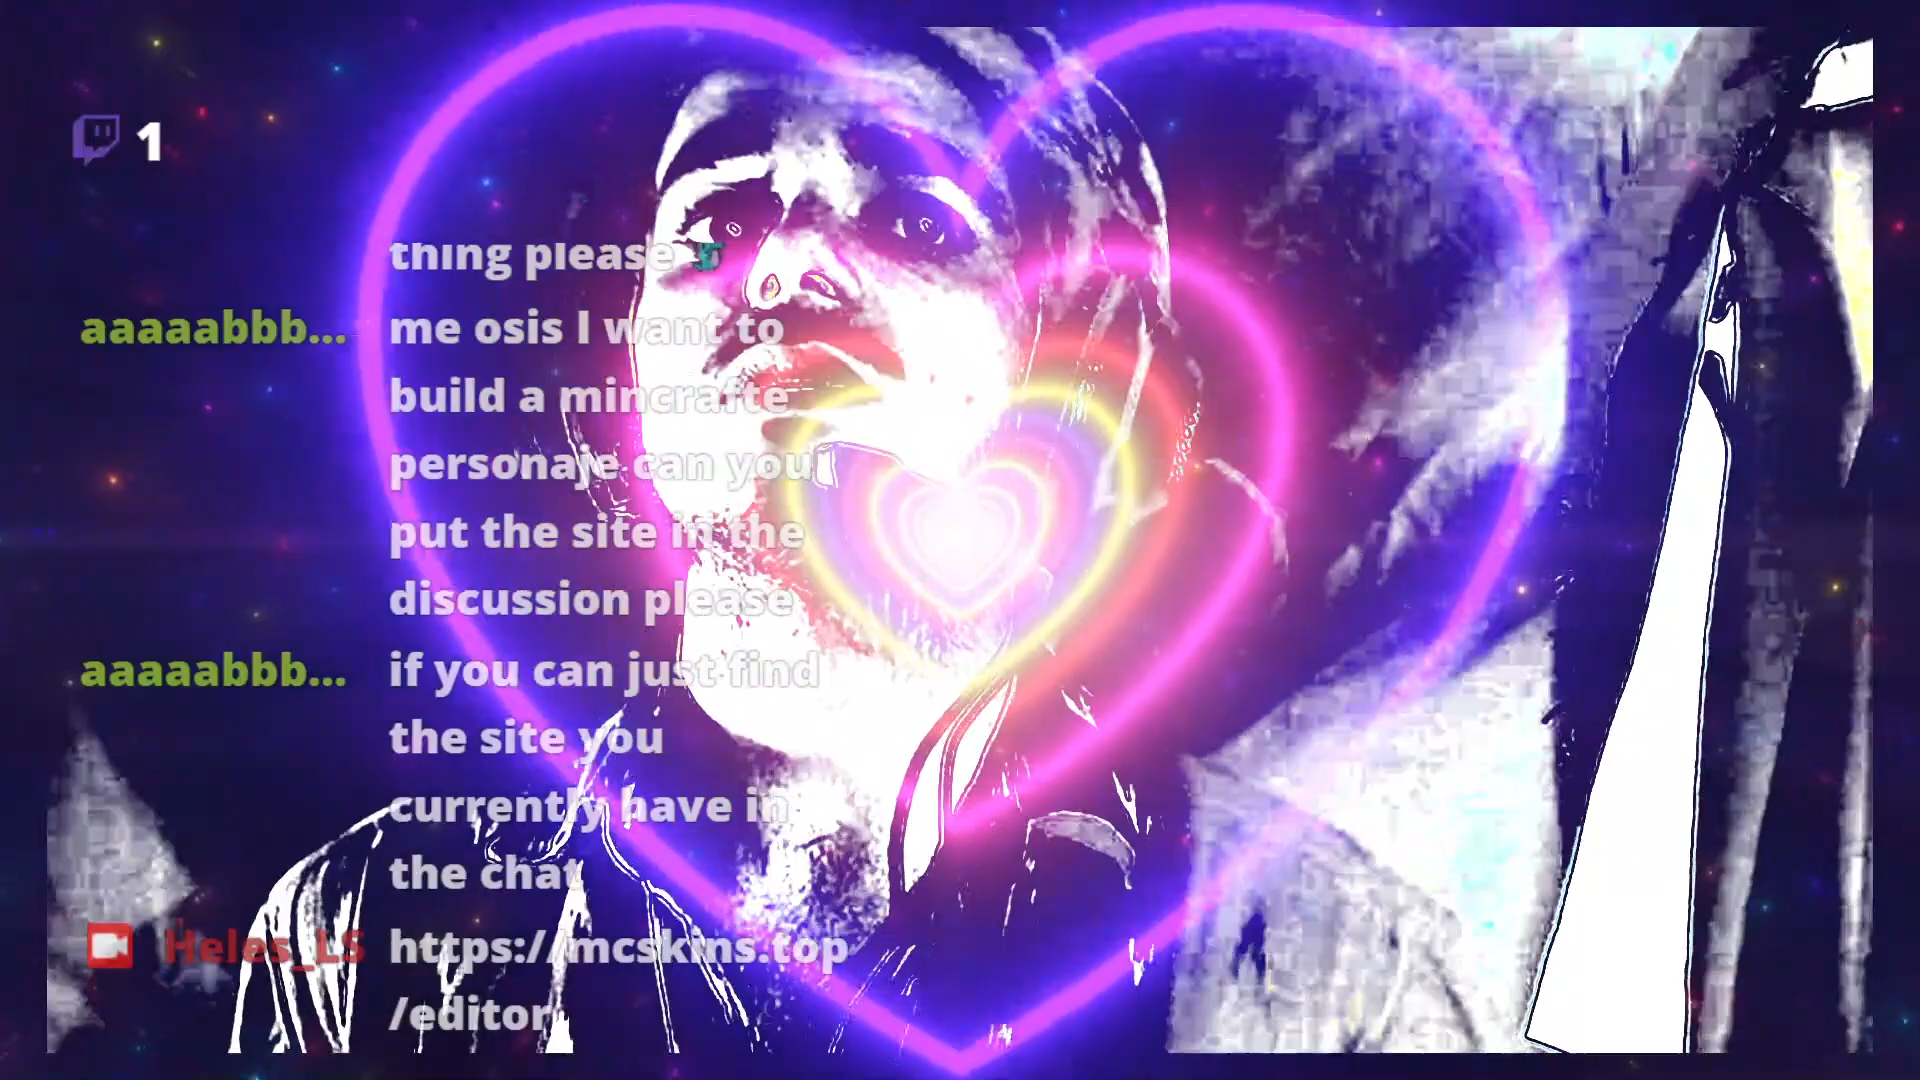 1
thing please
aaaaabbb... me osis I want to
build a mincrafte
personaje can you
put the site in the
discussion please
aaaaabbb... if you can just find
the site you
currently have in
the chat
Heles_LS https://mcskins.top
/editor